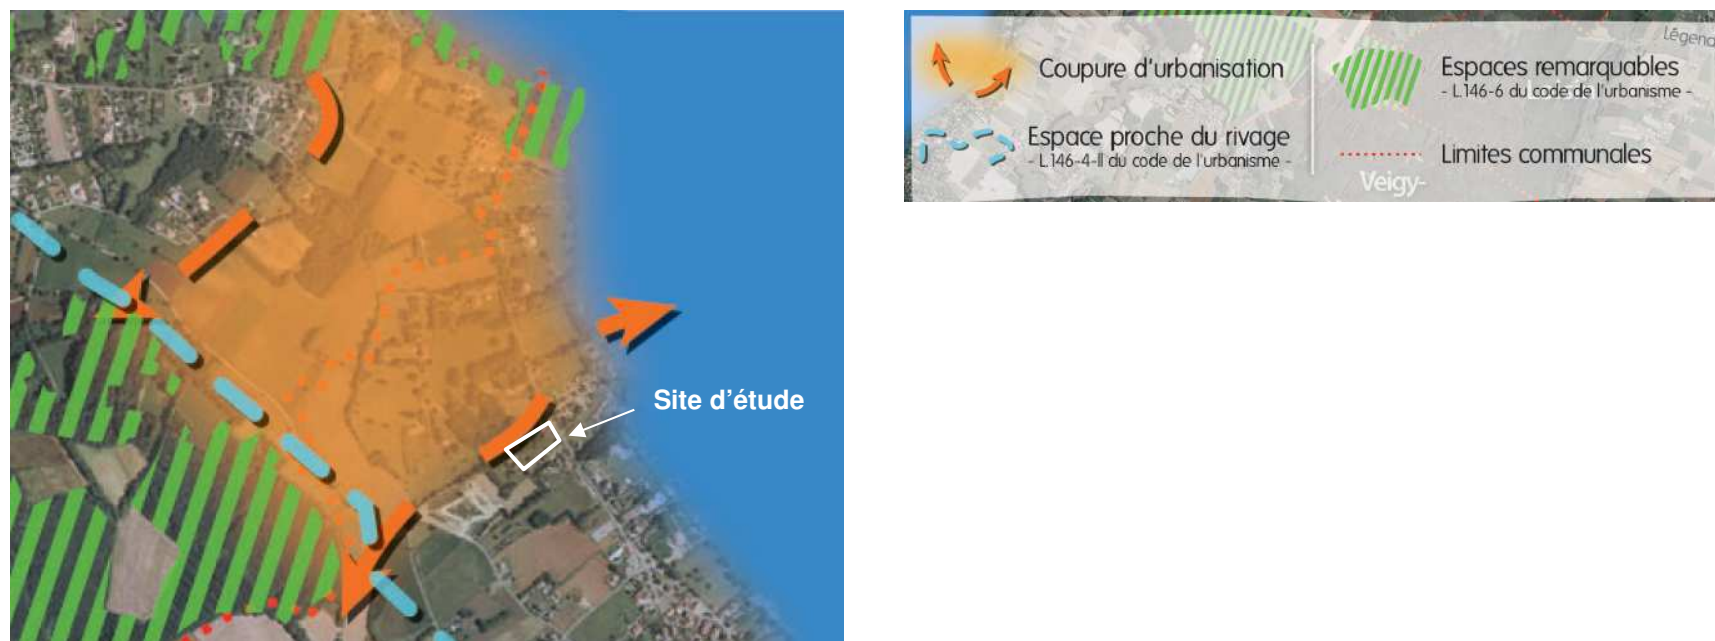 Site d'étude
Légend
Coupure d'urbanisation
Espace proche du rivage
- L.146-4-II du code de l'urbanisme -
Espaces remarquables
- L.146-6 du code de l'urbanisme -
Limites communales
Veigy-